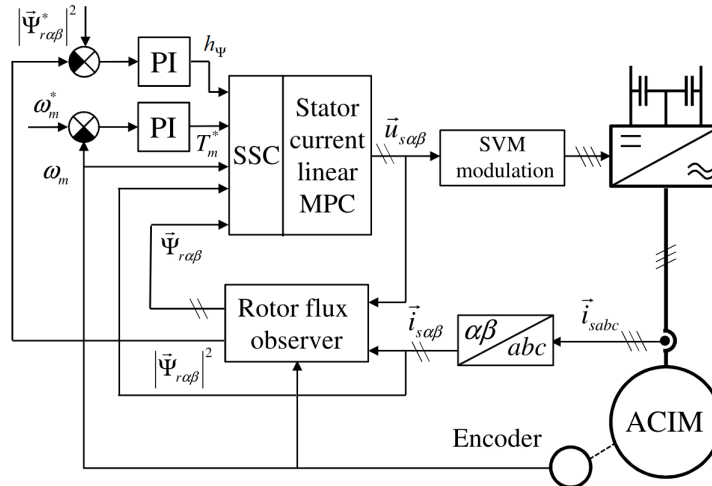 |Ψ⃗*rαβ|²
PI
hΨ
ω*m
PI
T*m
ωm
SSC
Stator
current
linear
MPC
u⃗sαβ
SVM
modulation
Ψ⃗rαβ
Rotor flux
observer
|Ψ⃗rαβ|²
i⃗sαβ
αβ
abc
i⃗sabc
Encoder
ACIM